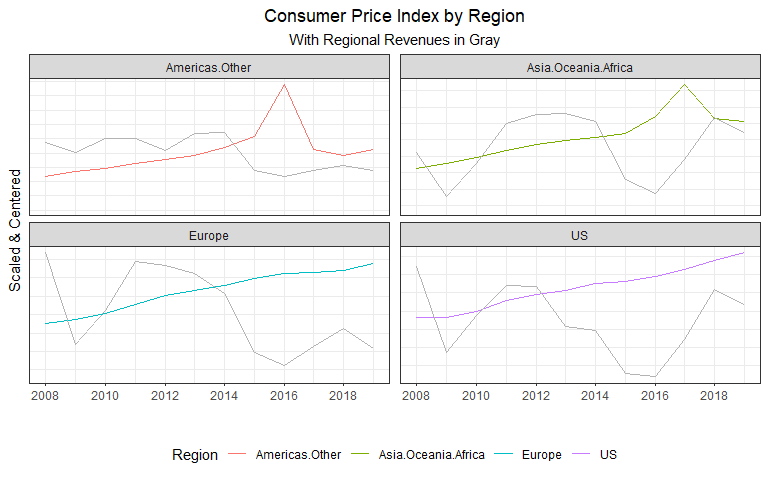 Consumer Price Index by Region
With Regional Revenues in Gray
Americas.Other
Asia.Oceania.Africa
Scaled & Centered
Europe
US
2008 2010 2012 2014 2016 2018
2008 2010 2012 2014 2016 2018
Region Americas.Other Asia.Oceania.Africa Europe US